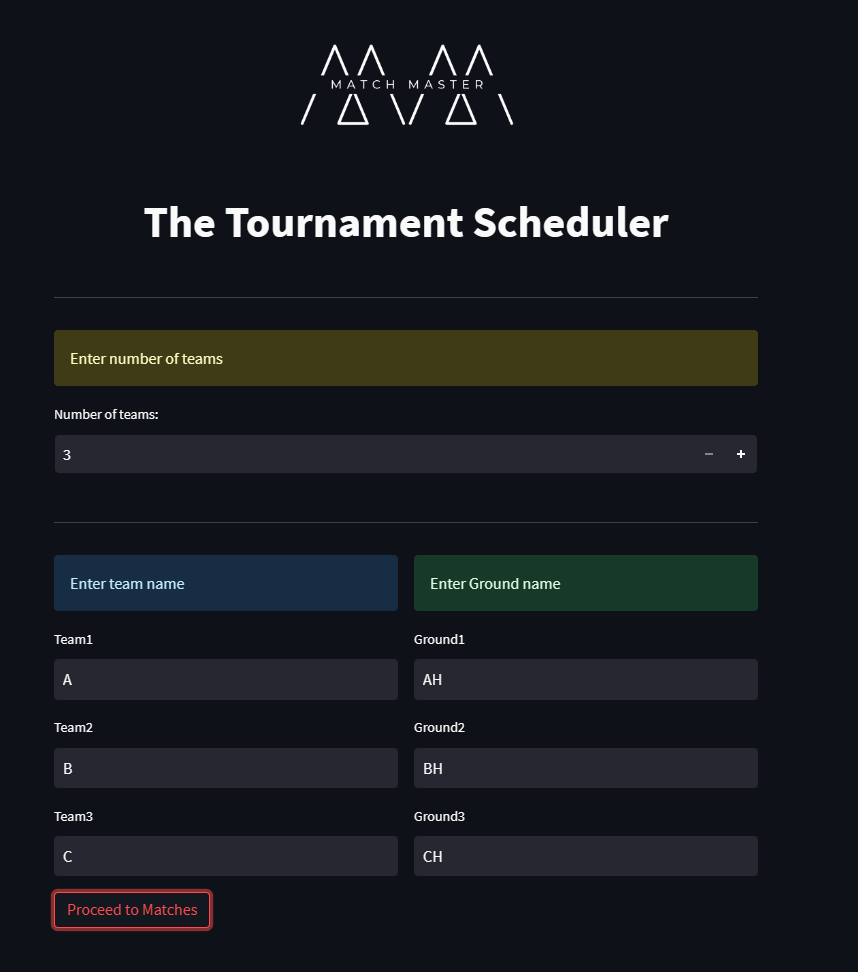 MATCH MASTER
The Tournament Scheduler
Enter number of teams
Number of teams:
3
Enter team name
Enter Ground name
Team1
Ground1
A
AH
Team2
Ground2
B
BH
Team3
Ground3
C
CH
Proceed to Matches